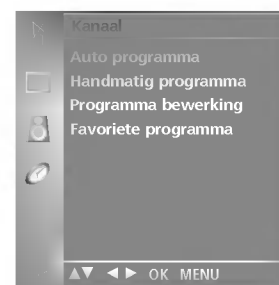 Kanaal
Auto programma
Handmatig programma
Programma bewerking
Favoriete programma
▲▼ ◄► OK MENU